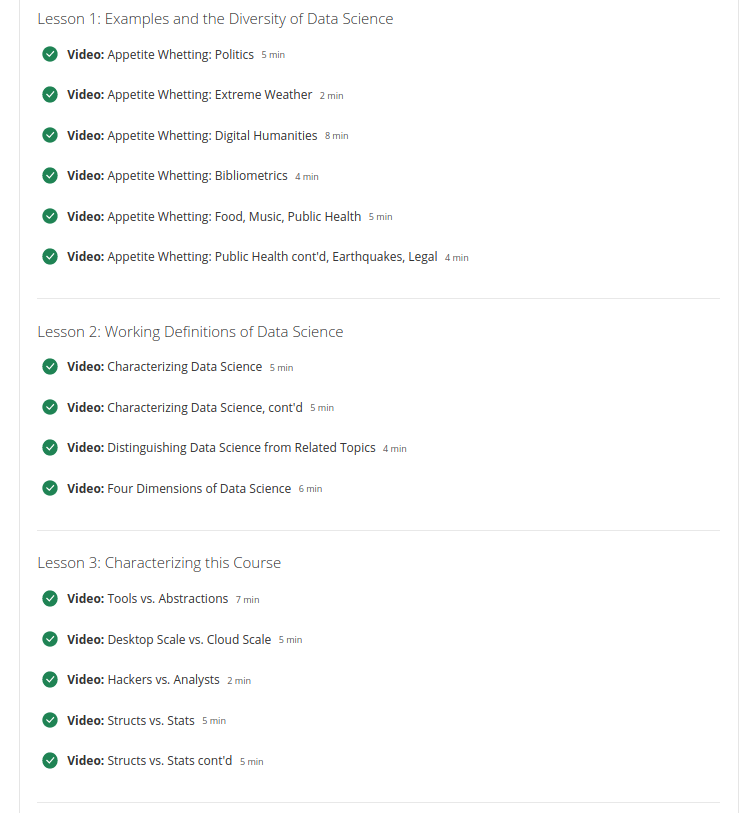 Lesson 1: Examples and the Diversity of Data Science
Video: Appetite Whetting: Politics 5 min
Video: Appetite Whetting: Extreme Weather 2 min
Video: Appetite Whetting: Digital Humanities 8 min
Video: Appetite Whetting: Bibliometrics 4 min
Video: Appetite Whetting: Food, Music, Public Health 5 min
Video: Appetite Whetting: Public Health cont'd, Earthquakes, Legal 4 min
Lesson 2: Working Definitions of Data Science
Video: Characterizing Data Science 5 min
Video: Characterizing Data Science, cont'd 5 min
Video: Distinguishing Data Science from Related Topics 4 min
Video: Four Dimensions of Data Science 6 min
Lesson 3: Characterizing this Course
Video: Tools vs. Abstractions 7 min
Video: Desktop Scale vs. Cloud Scale 5 min
Video: Hackers vs. Analysts 2 min
Video: Structs vs. Stats 5 min
Video: Structs vs. Stats cont'd 5 min